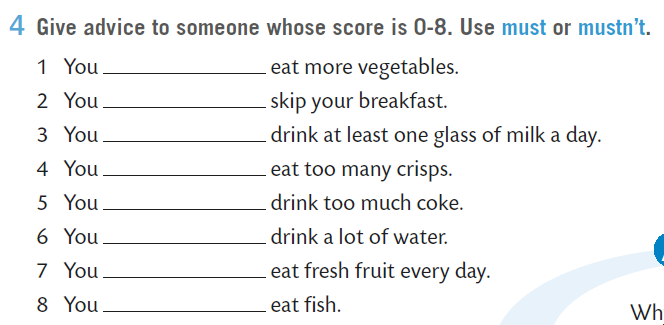 4 Give advice to someone whose score is 0-8. Use must or mustn't.
1 You ______________ eat more vegetables.
2 You ______________ skip your breakfast.
3 You ______________ drink at least one glass of milk a day.
4 You ______________ eat too many crisps.
5 You ______________ drink too much coke.
6 You ______________ drink a lot of water.
7 You ______________ eat fresh fruit every day.
8 You ______________ eat fish.